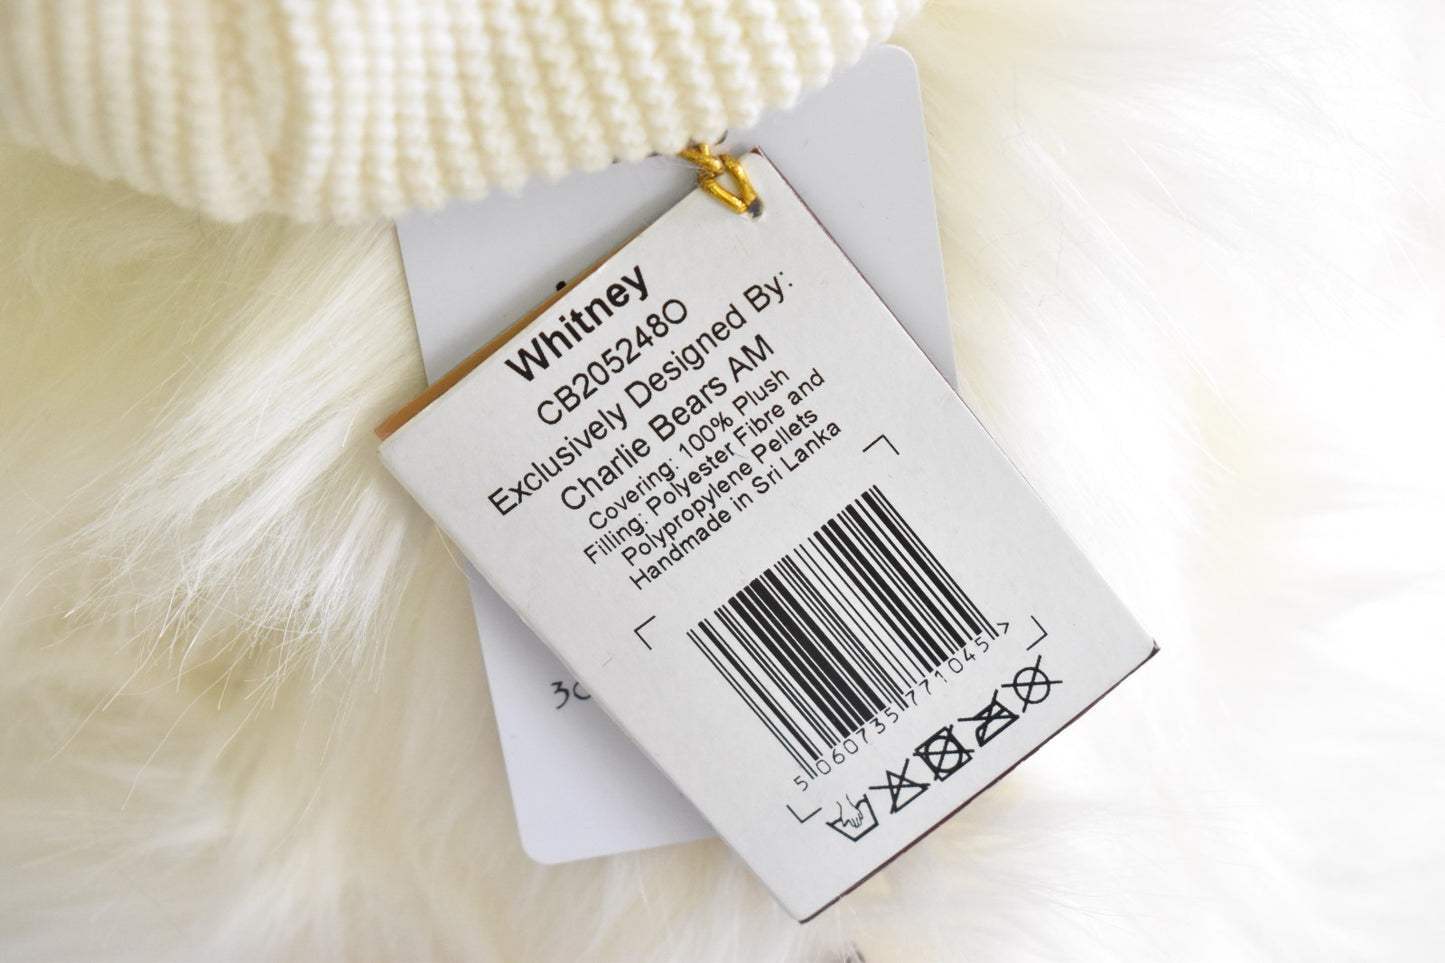 Whitney
CB205248O
Exclusively Designed By:
Charlie Bears AM
Covering: 100% Plush
Filling: Polyester Fibre and
Polypropylene Pellets
Handmade in Sri Lanka
5 060735 771045 >